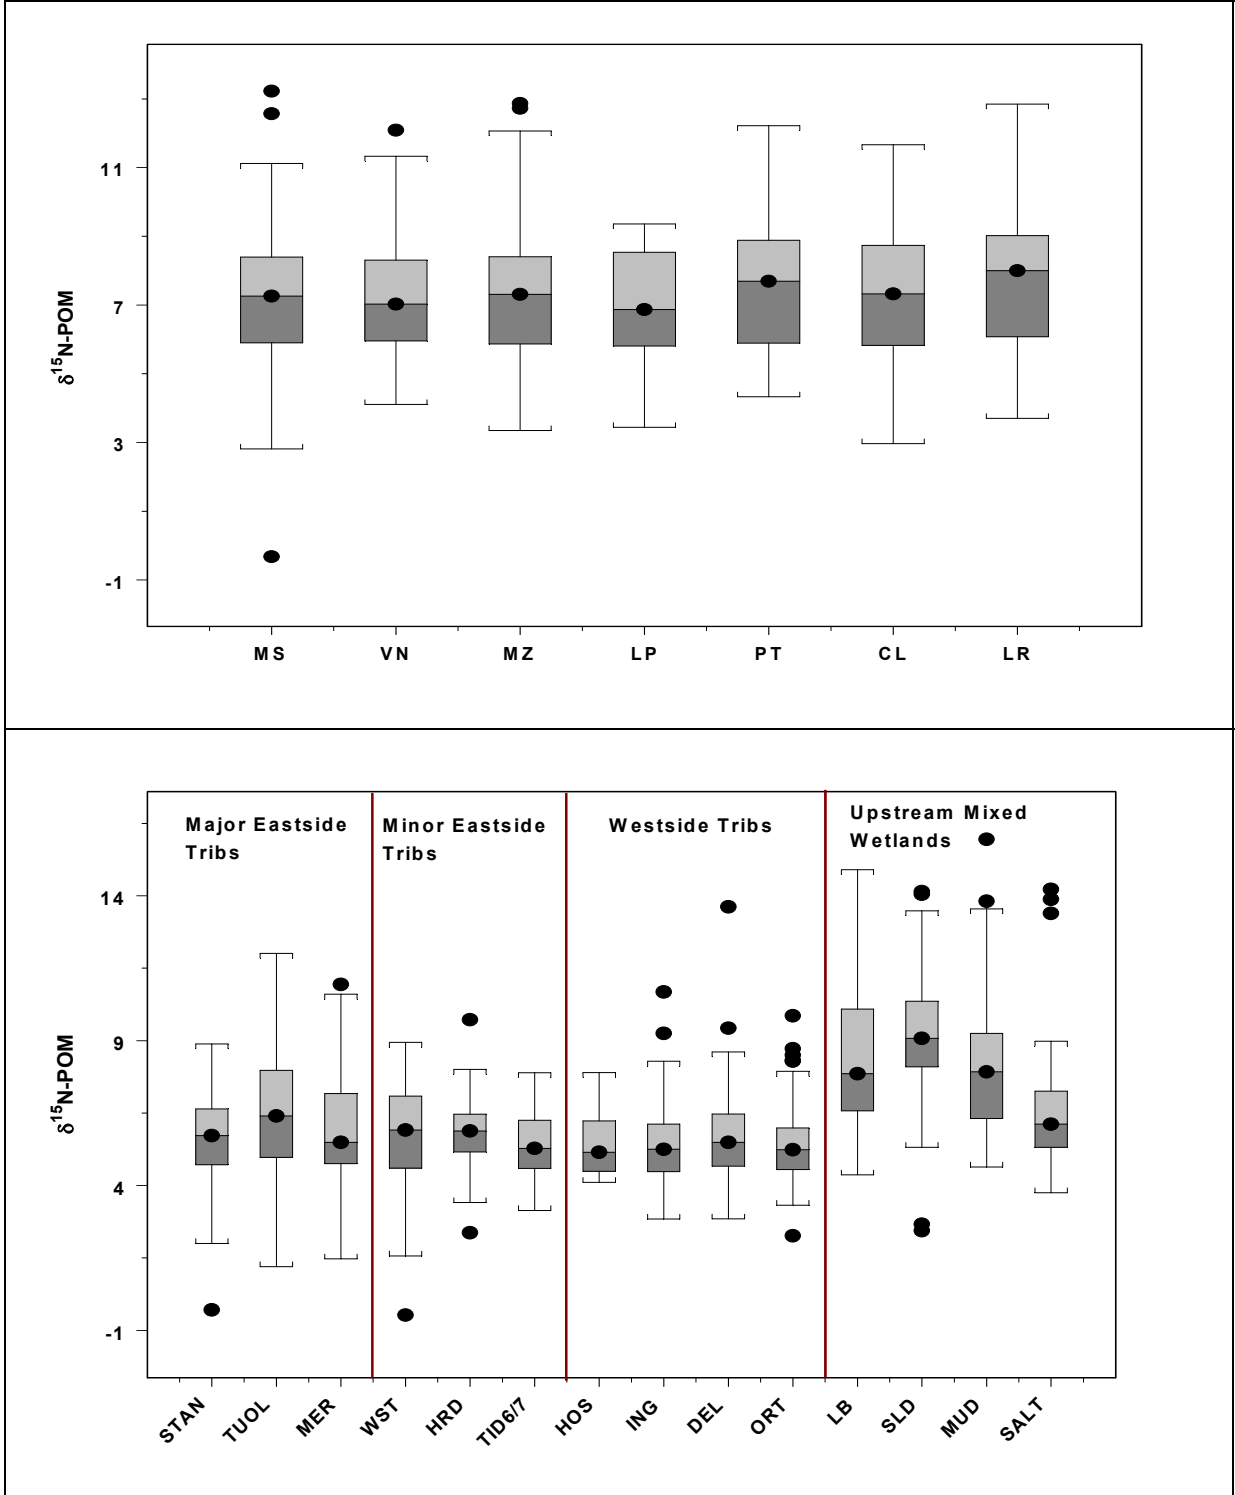 11
7
3
-1
δ15N-POM
MS VN MZ LP PT CL LR
Major Eastside
Tribs
Minor Eastside
Tribs
Westside Tribs
Upstream Mixed
Wetlands
14
9
4
-1
δ15N-POM
STAN TUOL MER WST HRD TID6/7 HOS ING DEL ORT LB SLD MUD SALT